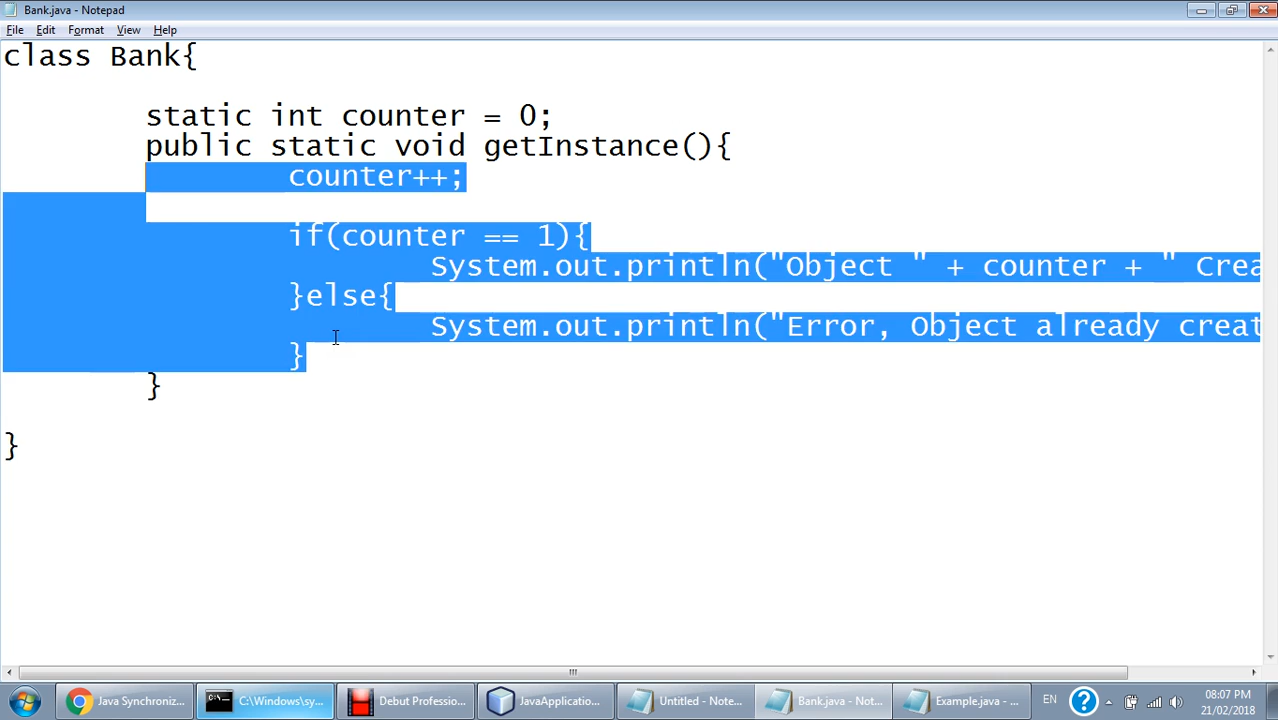 Bank.java - Notepad
File Edit Format View Help
class Bank{
static int counter = 0;
public static void getInstance(){
counter++;
if(counter == 1){
System.out.println("Object " + counter + " Crea
}else{
System.out.println("Error, Object already creat
}
}
}
Java Synchroniz... C:\Windows\sy... Debut Professio... JavaApplicatio... Untitled - Note... Bank.java - Not... Example.java - ... EN 08:07 PM
21/02/2018